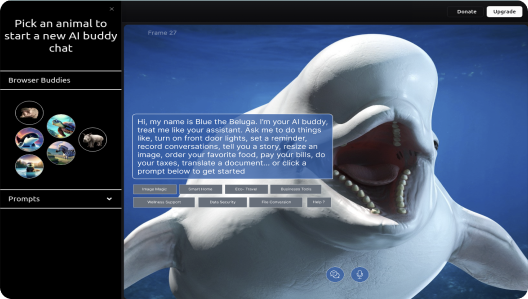 Donate
Upgrade
Pick an animal to
start a new AI buddy
chat
Browser Buddies
Prompts
Frame 27
Hi, my name is Blue the Beluga. I'm your AI buddy,
treat me like your assistant. Ask me to do things
like, turn on front door lights, set a reminder,
record conversations, tell you a story, resize an
image, order your favorite food, pay your bills, do
your taxes, translate a document... or click a
prompt below to get started
Image Magic
Smart Home
Eco- Travel
Businesses Tools
Wellness Support
Data Security
File Conversion
Help ?